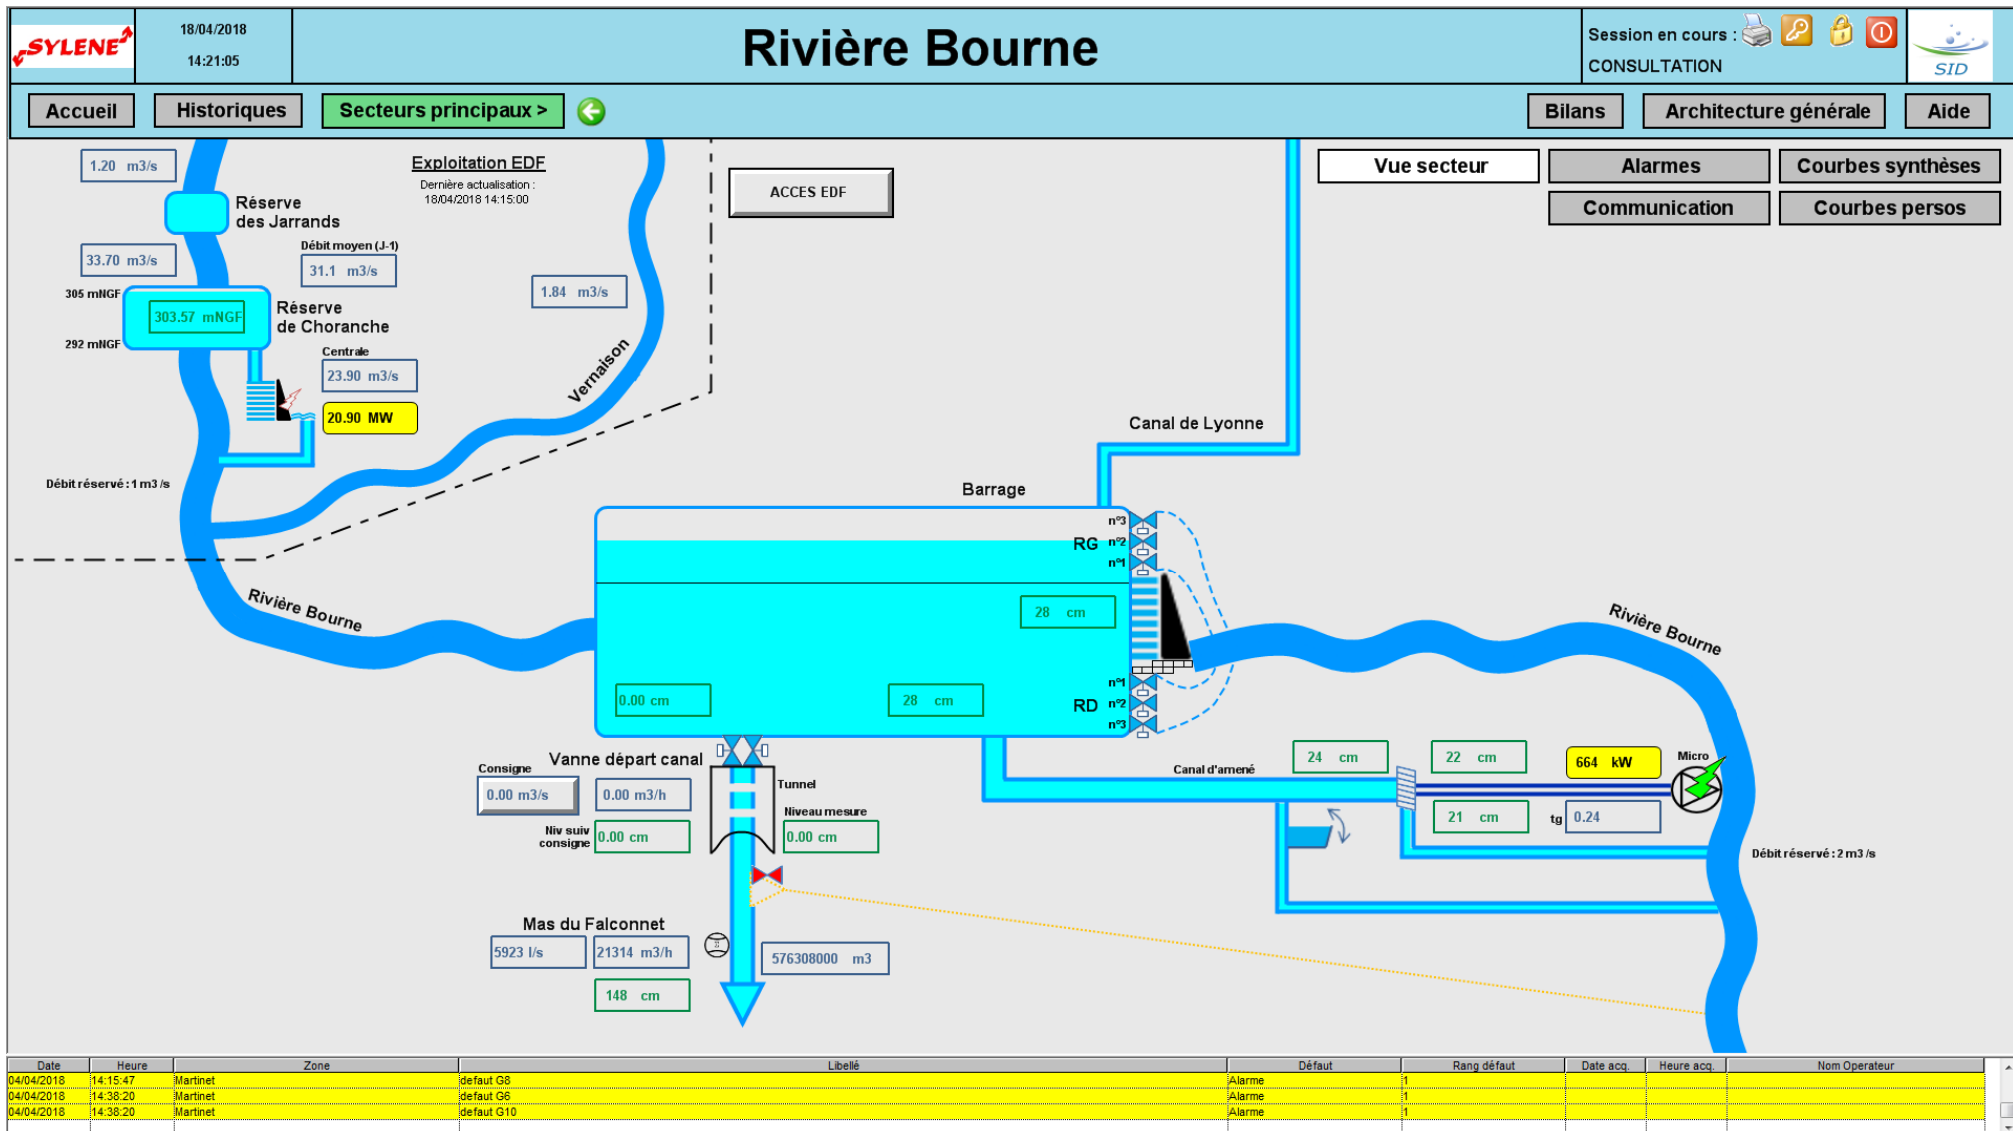 SYLENE
18/04/2018
14:21:05
Rivière Bourne
Session en cours :
CONSULTATION
SID
Accueil
Historiques
Secteurs principaux >
Bilans
Architecture générale
Aide
Vue secteur
Alarmes
Courbes synthèses
Communication
Courbes persos
1.20 m3/s
Exploitation EDF
Dernière actualisation :
18/04/2018 14:15:00
ACCES EDF
Réserve
des Jarrands
33.70 m3/s
Débit moyen (J-1)
31.1 m3/s
1.84 m3/s
305 mNGF
303.57 mNGF
292 mNGF
Réserve
de Choranche
Centrale
23.90 m3/s
20.90 MW
Vernaison
Débit réservé : 1 m3 /s
Canal de Lyonne
Barrage
n°3
RG n°2
n°1
28 cm
Rivière Bourne
Rivière Bourne
0.00 cm
28 cm
n°1
RD n°2
n°3
Vanne départ canal
Consigne
0.00 m3/s
0.00 m3/h
Tunnel
Niv suiv
consigne
0.00 cm
Niveau mesure
0.00 cm
Canal d'amené
24 cm
22 cm
664 kW
Micro
21 cm
tg 0.24
Débit réservé : 2 m3 /s
Mas du Falconnet
5923 l/s
21314 m3/h
576308000 m3
148 cm
Date Heure Zone Libellé Défaut Rang défaut Date acq. Heure acq. Nom Operateur
04/04/2018 14:15:47 Martinet defaut G8 Alarme 1
04/04/2018 14:38:20 Martinet defaut G6 Alarme 1
04/04/2018 14:38:20 Martinet defaut G10 Alarme 1